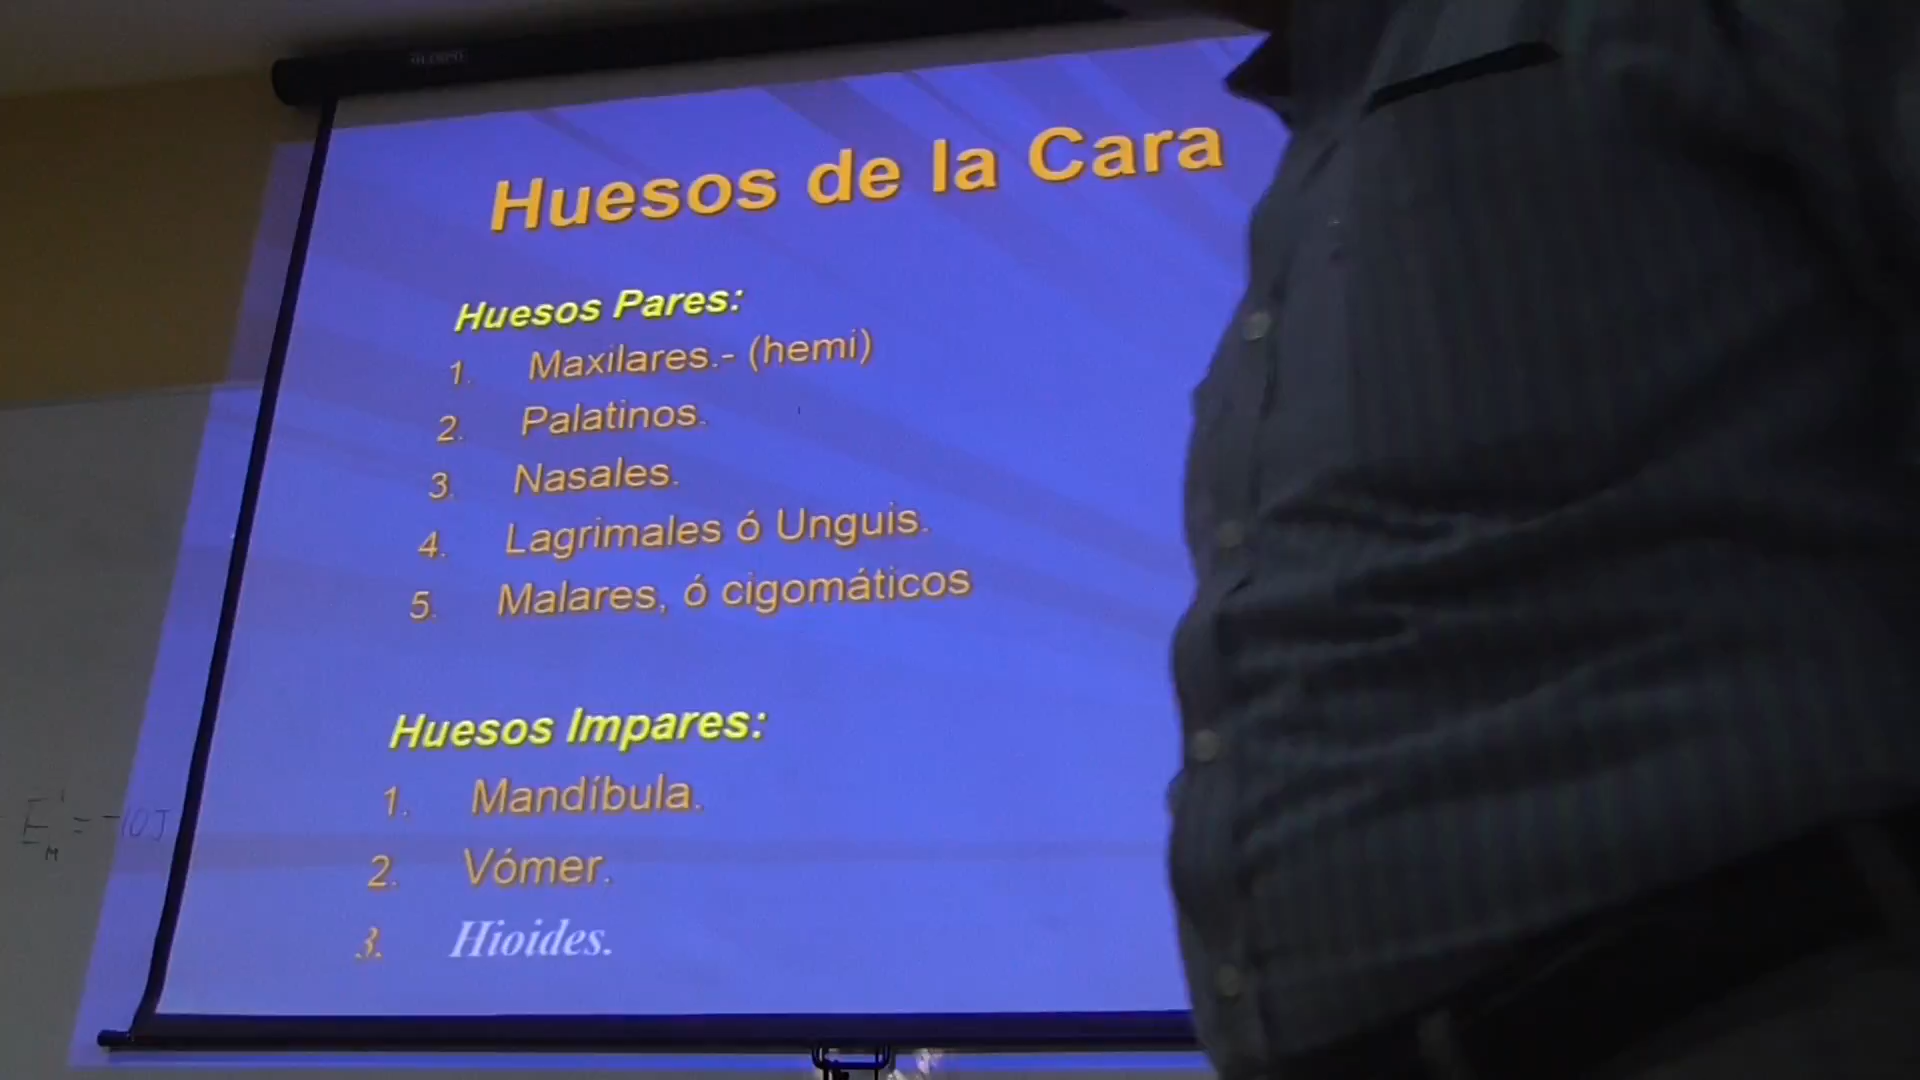 Huesos de la Cara
Huesos Pares:
1. Maxilares.- (hemi)
2. Palatinos.
3. Nasales.
4. Lagrimales ó Unguis.
5. Malares, ó cigomáticos
Huesos Impares:
1. Mandíbula.
2. Vómer.
3. Hioides.
E'M = -10J